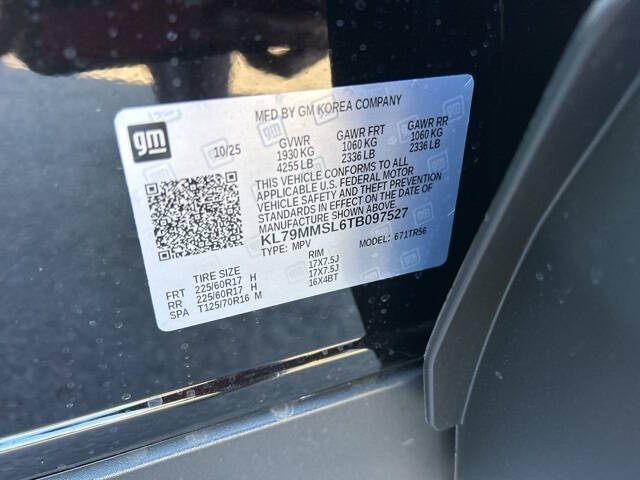 MFD BY GM KOREA COMPANY
gm
10/25
GVWR GAWR FRT GAWR RR
1930 KG 1060 KG 1060 KG
4255 LB 2336 LB 2336 LB
THIS VEHICLE CONFORMS TO ALL
APPLICABLE U.S. FEDERAL MOTOR
VEHICLE SAFETY AND THEFT PREVENTION
STANDARDS IN EFFECT ON THE DATE OF
MANUFACTURE SHOWN ABOVE.
KL79MMSL6TB097527
TYPE: MPV MODEL: 671TR56
TIRE SIZE RIM
FRT 225/60R17 H 17X7.5J
RR 225/60R17 H 17X7.5J
SPA T125/70R16 M 16X4BT